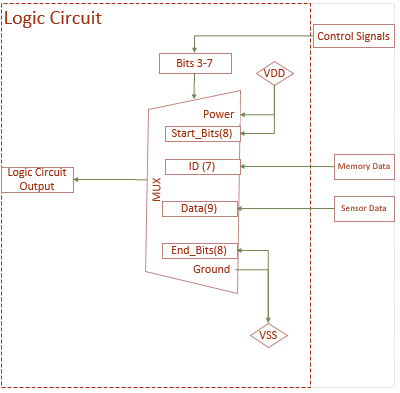 Logic Circuit
Control Signals
Bits 3-7
VDD
Power
Start_Bits(8)
ID (7)
Memory Data
Logic Circuit
Output
MUX
Data(9)
Sensor Data
End_Bits(8)
Ground
VSS